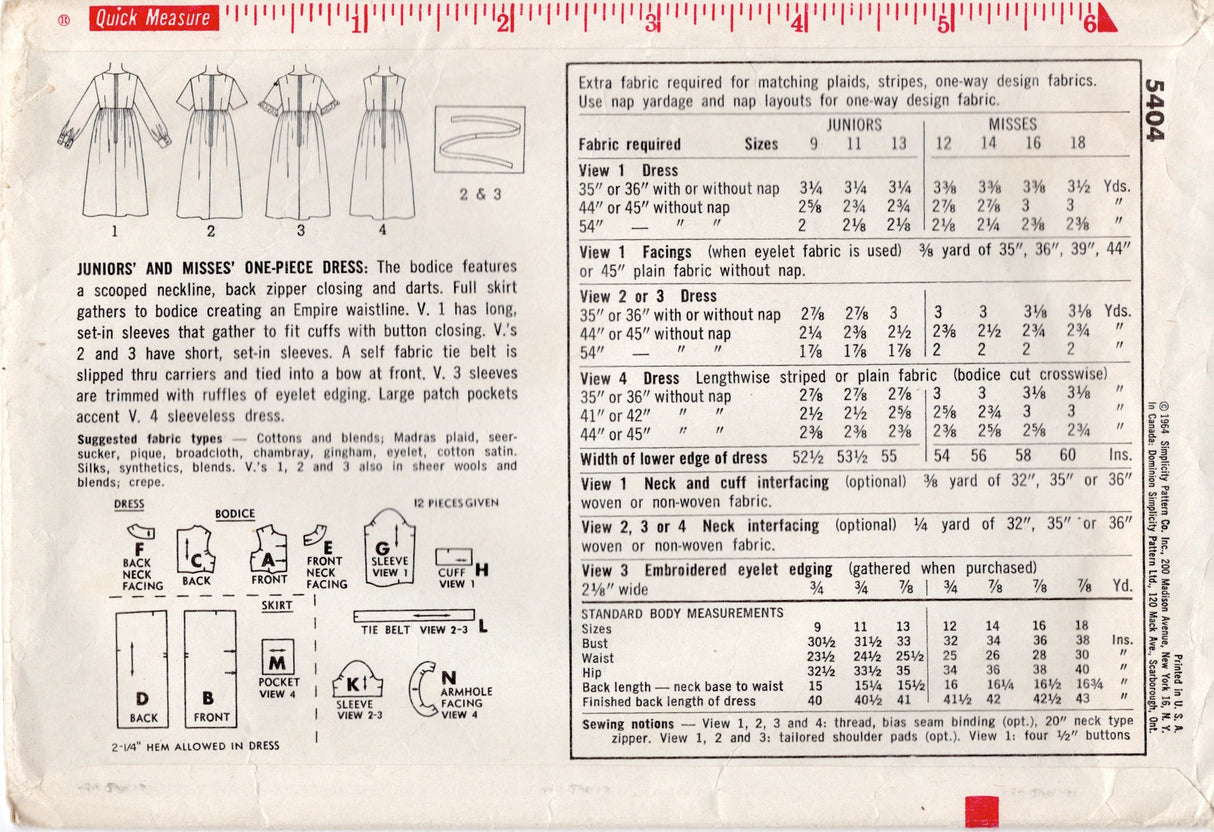 ® Quick Measure 1 2 3 4 5 6
1 2 3 4
2 & 3
JUNIORS' AND MISSES' ONE-PIECE DRESS: The bodice features
a scooped neckline, back zipper closing and darts. Full skirt
gathers to bodice creating an Empire waistline. V. 1 has long,
set-in sleeves that gather to fit cuffs with button closing. V.'s
2 and 3 have short, set-in sleeves. A self fabric tie belt is
slipped thru carriers and tied into a bow at front. V. 3 sleeves
are trimmed with ruffles of eyelet edging. Large patch pockets
accent V. 4 sleeveless dress.
Suggested fabric types — Cottons and blends; Madras plaid, seer-
sucker, pique, broadcloth, chambray, gingham, eyelet, cotton satin.
Silks, synthetics, blends. V.'s 1, 2 and 3 also in sheer wools and
blends; crepe.
DRESS
12 PIECES GIVEN
BODICE
F
BACK
NECK
FACING
C
BACK
A
FRONT
E
FRONT
NECK
FACING
G
SLEEVE
VIEW 1
CUFF H
VIEW 1
SKIRT
D
BACK
B
FRONT
M
POCKET
VIEW 4
TIE BELT VIEW 2-3 L
K
SLEEVE
VIEW 2-3
N
ARMHOLE
FACING
VIEW 4
2-1/4" HEM ALLOWED IN DRESS
Extra fabric required for matching plaids, stripes, one-way design fabrics.
Use nap yardage and nap layouts for one-way design fabric.
JUNIORS MISSES
Fabric required Sizes 9 11 13 12 14 16 18
View 1 Dress
35" or 36" with or without nap 3¼ 3¼ 3¼ 3⅜ 3⅜ 3⅜ 3½ Yds.
44" or 45" without nap 2⅝ 2¾ 2¾ 2⅞ 2⅞ 3 3 "
54" — " " 2 2⅛ 2⅛ 2⅛ 2¼ 2⅜ 2⅜ "
View 1 Facings (when eyelet fabric is used) ⅜ yard of 35", 36", 39", 44"
or 45" plain fabric without nap.
View 2 or 3 Dress
35" or 36" with or without nap 2⅞ 2⅞ 3 3 3 3⅛ 3⅛ Yds.
44" or 45" without nap 2¼ 2⅜ 2½ 2⅜ 2½ 2¾ 2¾ "
54" — " " 1⅞ 1⅞ 1⅞ 2 2 2 2 "
View 4 Dress Lengthwise striped or plain fabric (bodice cut crosswise)
35" or 36" without nap 2⅞ 2⅞ 2⅞ 3 3 3⅛ 3⅛ "
41" or 42" " " 2½ 2½ 2⅝ 2⅝ 2¾ 3 3 "
44" or 45" " " 2⅜ 2⅜ 2⅜ 2⅜ 2⅝ 2⅝ 2¾ "
Width of lower edge of dress 52½ 53½ 55 54 56 58 60 Ins.
View 1 Neck and cuff interfacing (optional) ⅜ yard of 32", 35" or 36"
woven or non-woven fabric.
View 2, 3 or 4 Neck interfacing (optional) ¼ yard of 32", 35" or 36"
woven or non-woven fabric.
View 3 Embroidered eyelet edging (gathered when purchased)
2⅛" wide ¾ ¾ ⅞ ¾ ⅞ ⅞ ⅞ Yd.
STANDARD BODY MEASUREMENTS
Sizes 9 11 13 12 14 16 18
Bust 30½ 31½ 33 32 34 36 38 Ins.
Waist 23½ 24½ 25½ 25 26 28 30 "
Hip 32½ 33½ 35 34 36 38 40 "
Back length — neck base to waist 15 15¼ 15½ 16 16¼ 16½ 16¾ "
Finished back length of dress 40 40½ 41 41½ 42 42½ 43 "
Sewing notions — View 1, 2, 3 and 4: thread, bias seam binding (opt.), 20" neck type
zipper. View 1, 2 and 3: tailored shoulder pads (opt.). View 1: four ½" buttons
5404
© 1964 Simplicity Pattern Co. Inc., 200 Madison Avenue, New York 16, N. Y.
In Canada: Dominion Simplicity Pattern Ltd., 120 Mack Ave., Scarborough, Ont.
Printed in U. S. A.